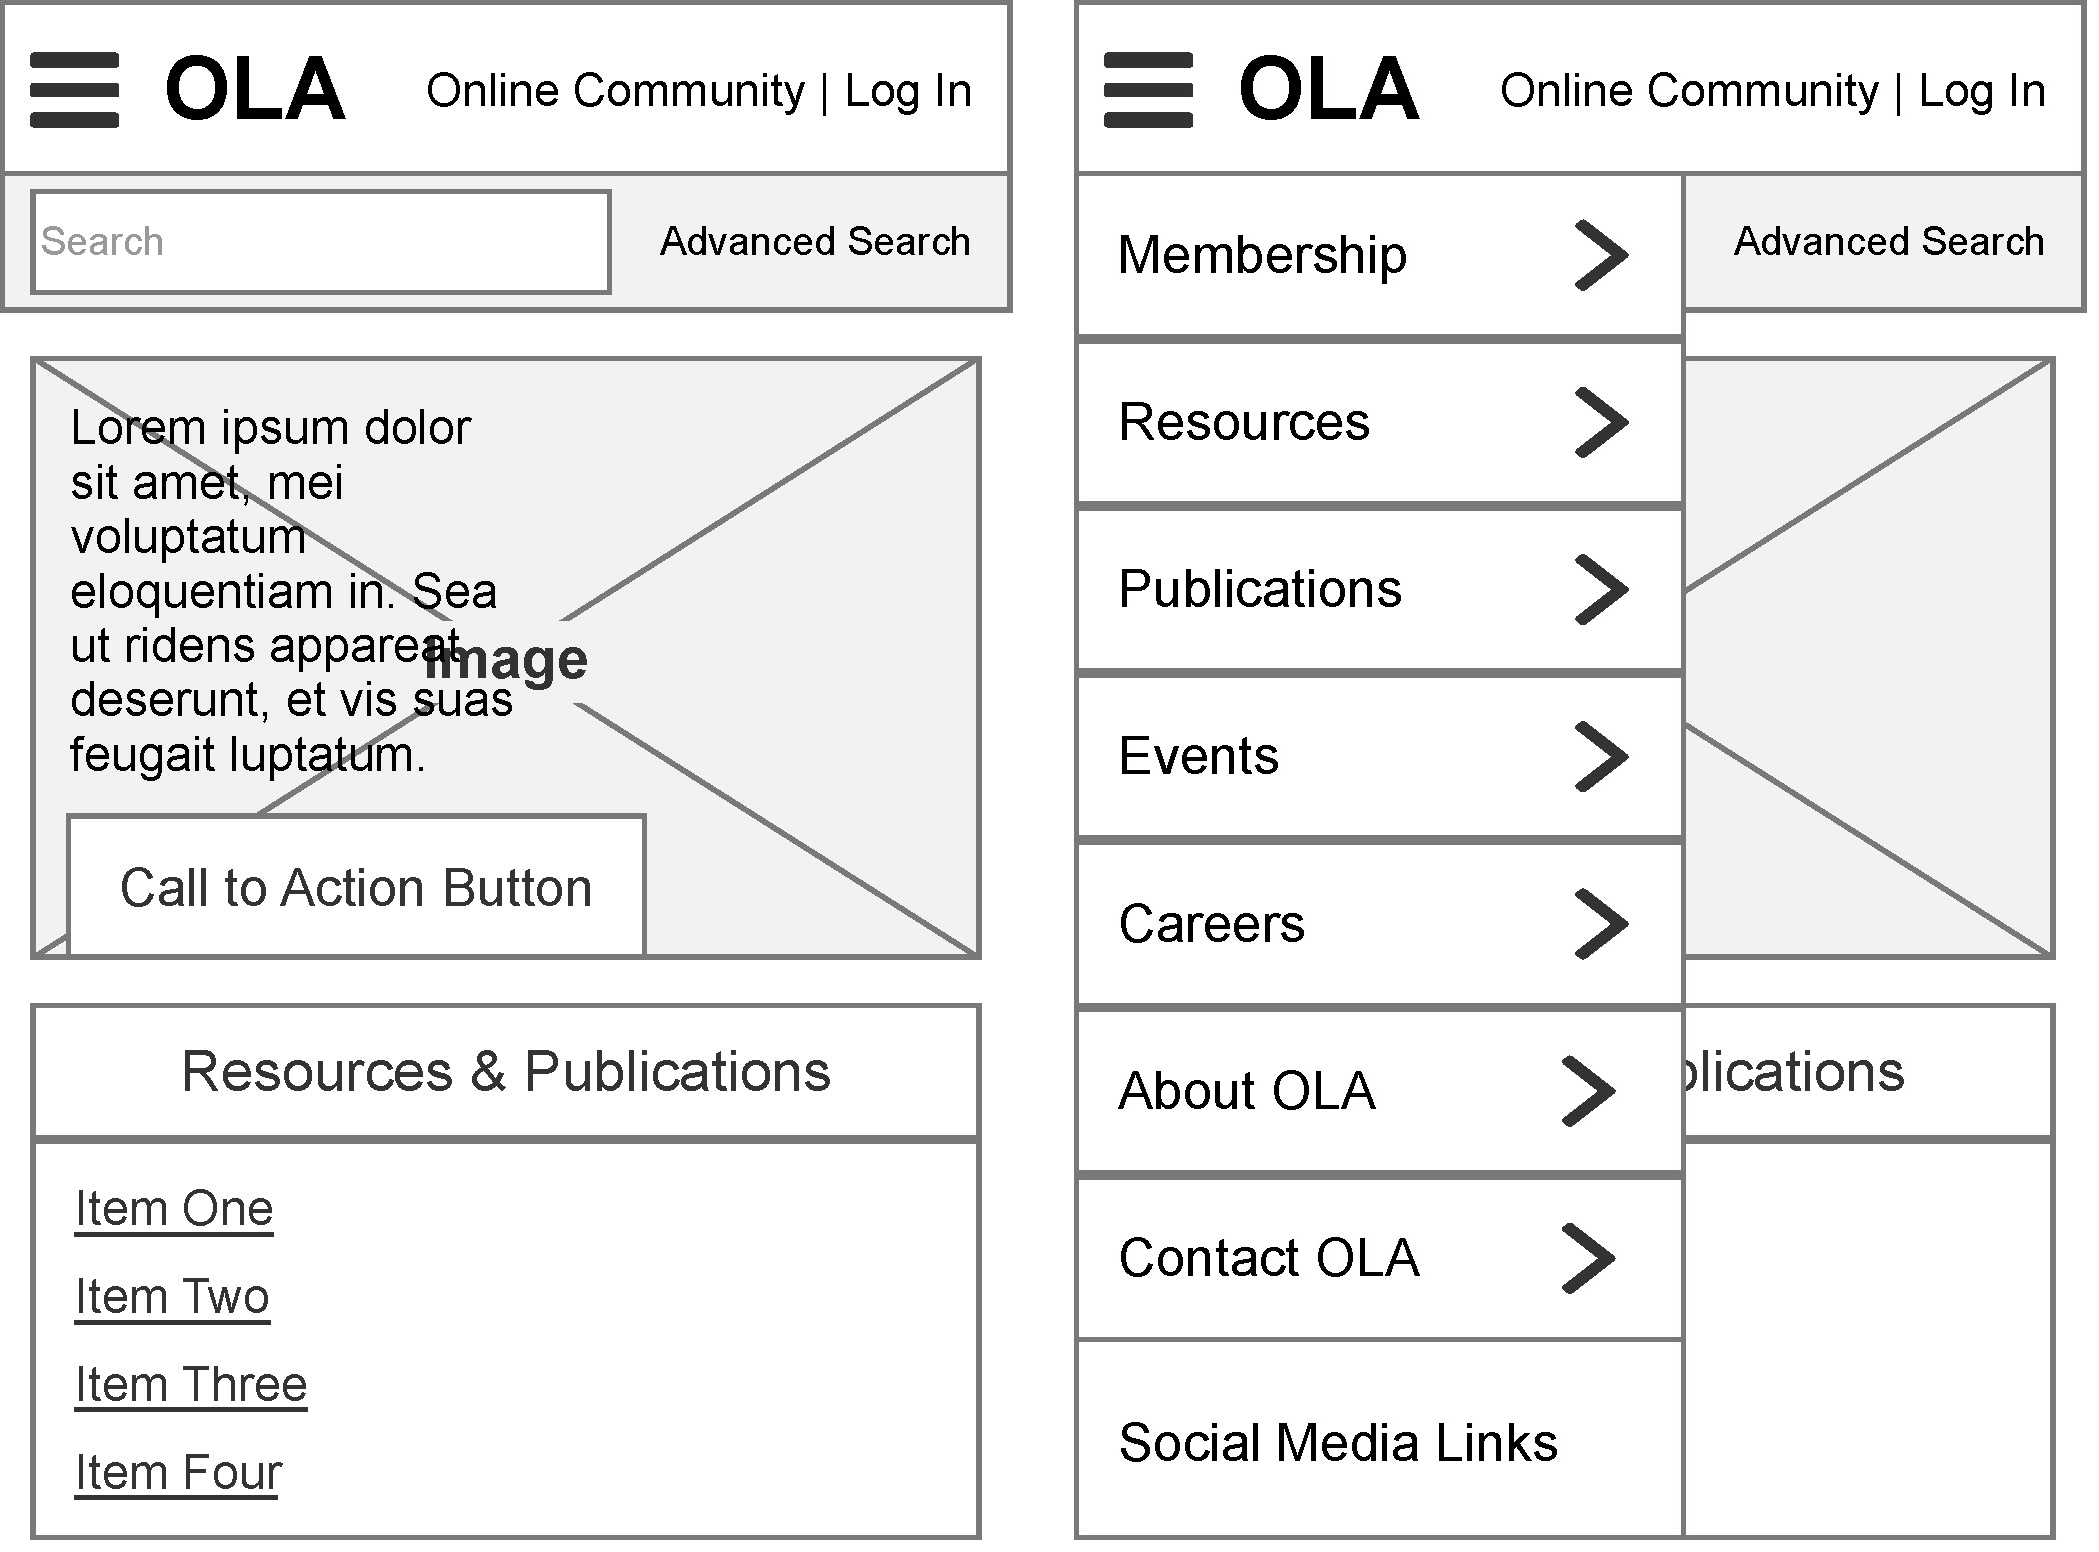 OLA
Online Community | Log In
Search
Advanced Search
Lorem ipsum dolor
sit amet, mei
voluptatum
eloquentiam in. Sea
ut ridens appareat
deserunt, et vis suas
feugait luptatum.
Image
Call to Action Button
Resources & Publications
Item One
Item Two
Item Three
Item Four
OLA
Online Community | Log In
Advanced Search
Membership
Resources
Publications
Events
Careers
About OLA
Contact OLA
Social Media Links
blications